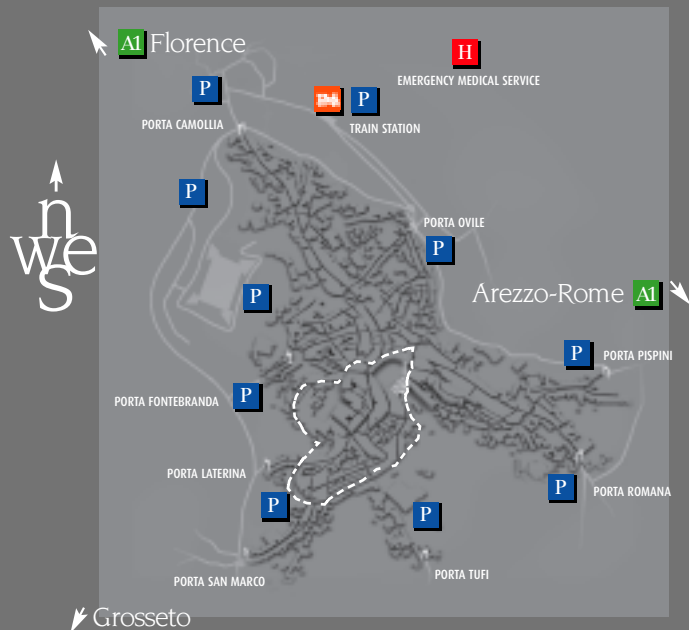 A1 Florence
H
EMERGENCY MEDICAL SERVICE
P
P
TRAIN STATION
PORTA CAMOLLIA
P
n
w e
s
PORTA OVILE
P
Arezzo-Rome A1
P
P
PORTA PISPINI
P
PORTA FONTEBRANDA
PORTA LATERINA
P
PORTA ROMANA
P
P
PORTA SAN MARCO
PORTA TUFI
Grosseto